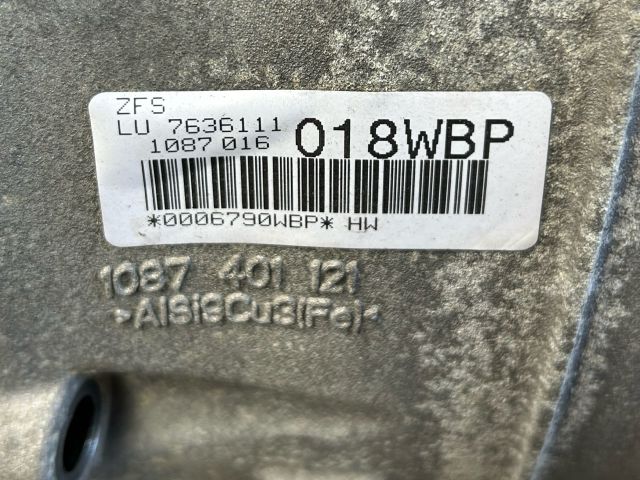 ZFS
LU 7636111
1087 016
018WBP
*0006790WBP* HW
1087 401 121
>AlSi9Cu3(Fe)<